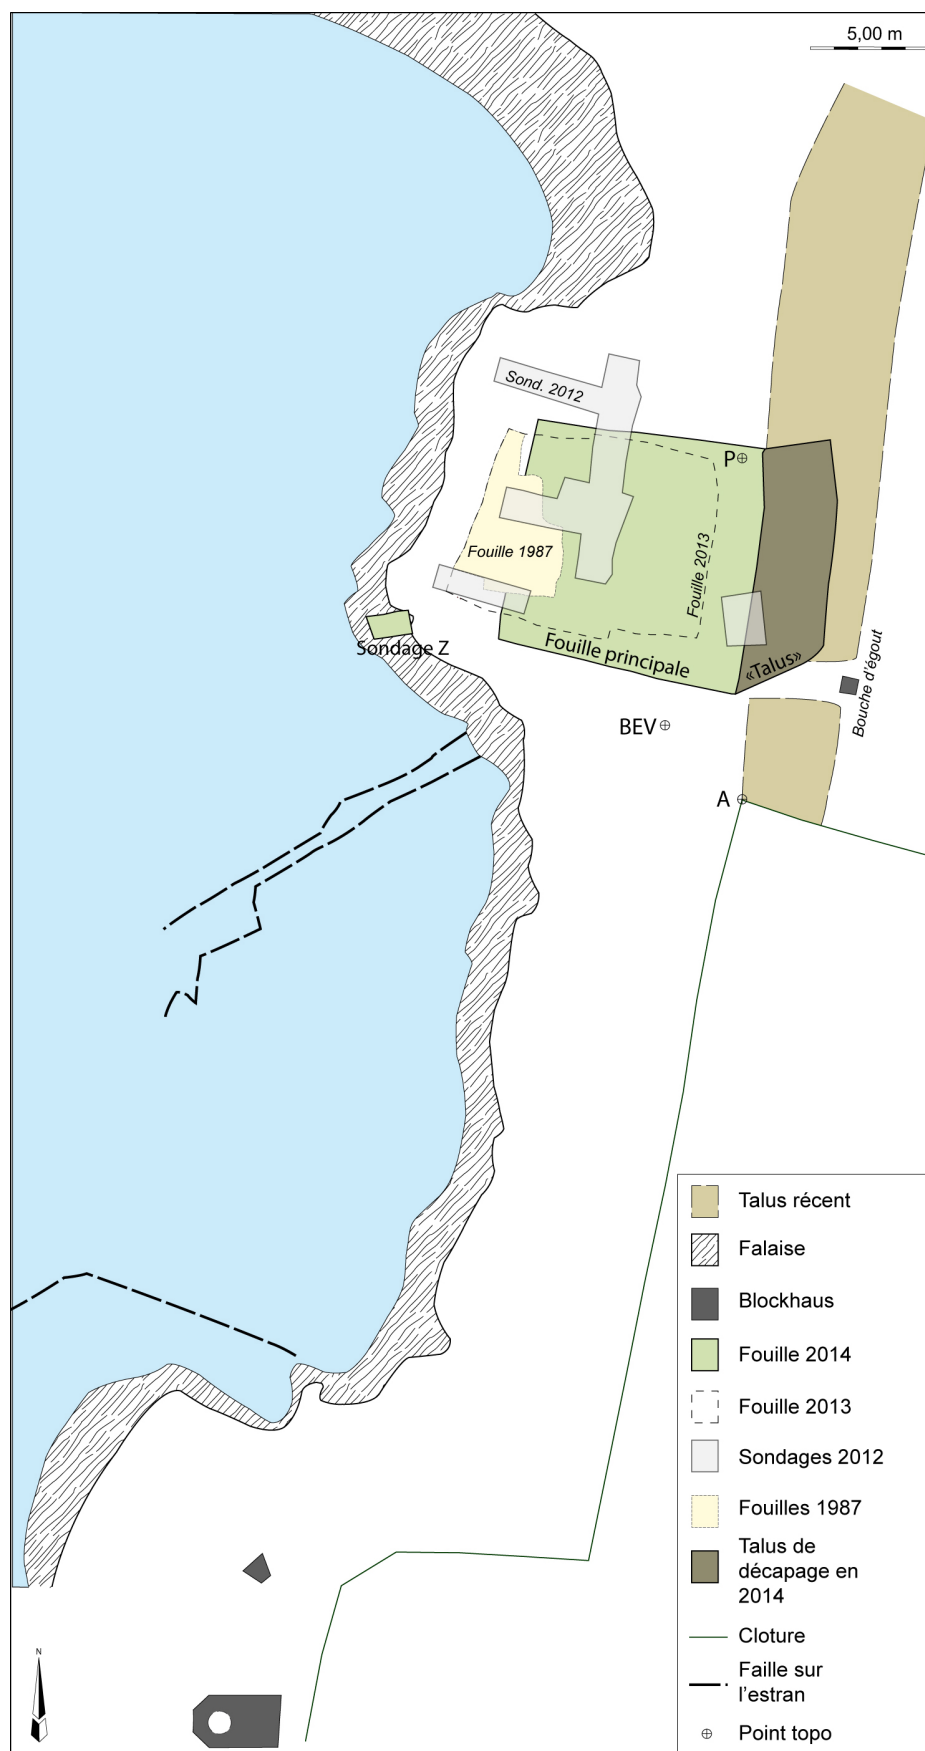 5,00 m
Sond. 2012
P
Fouille 1987
Fouille 2013
Sondage Z
Fouille principale
«Talus»
Bouche d'égout
BEV
A
Talus récent
Falaise
Blockhaus
Fouille 2014
Fouille 2013
Sondages 2012
Fouilles 1987
Talus de
décapage en
2014
Cloture
Faille sur
l'estran
Point topo
N